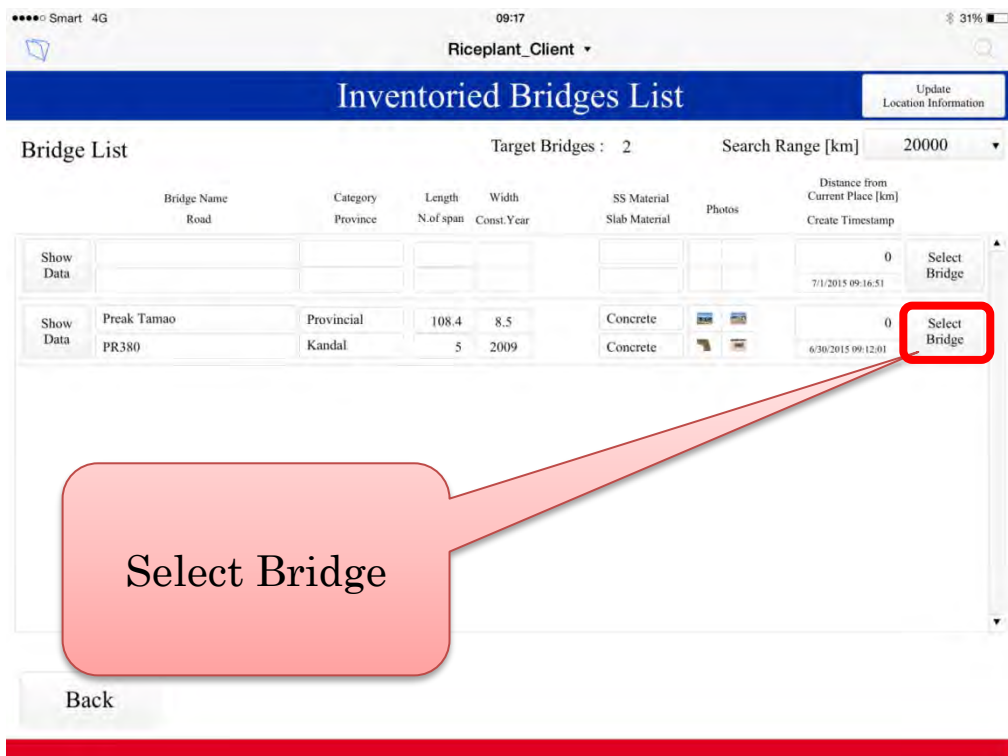 Smart 4G 09:17 31%
Riceplant_Client
Inventoried Bridges List
Update
Location Information
Bridge List Target Bridges : 2 Search Range [km] 20000
Bridge Name Category Length Width SS Material Photos Distance from
Current Place [km]
Road Province N.of span Const.Year Slab Material Create Timestamp
Show
Data
0
7/1/2015 09:16:51
Select
Bridge
Show
Data
Preak Tamao Provincial 108.4 8.5 Concrete 0
PR380 Kandal 5 2009 Concrete 6/30/2015 09:12:01
Select
Bridge
Select Bridge
Back